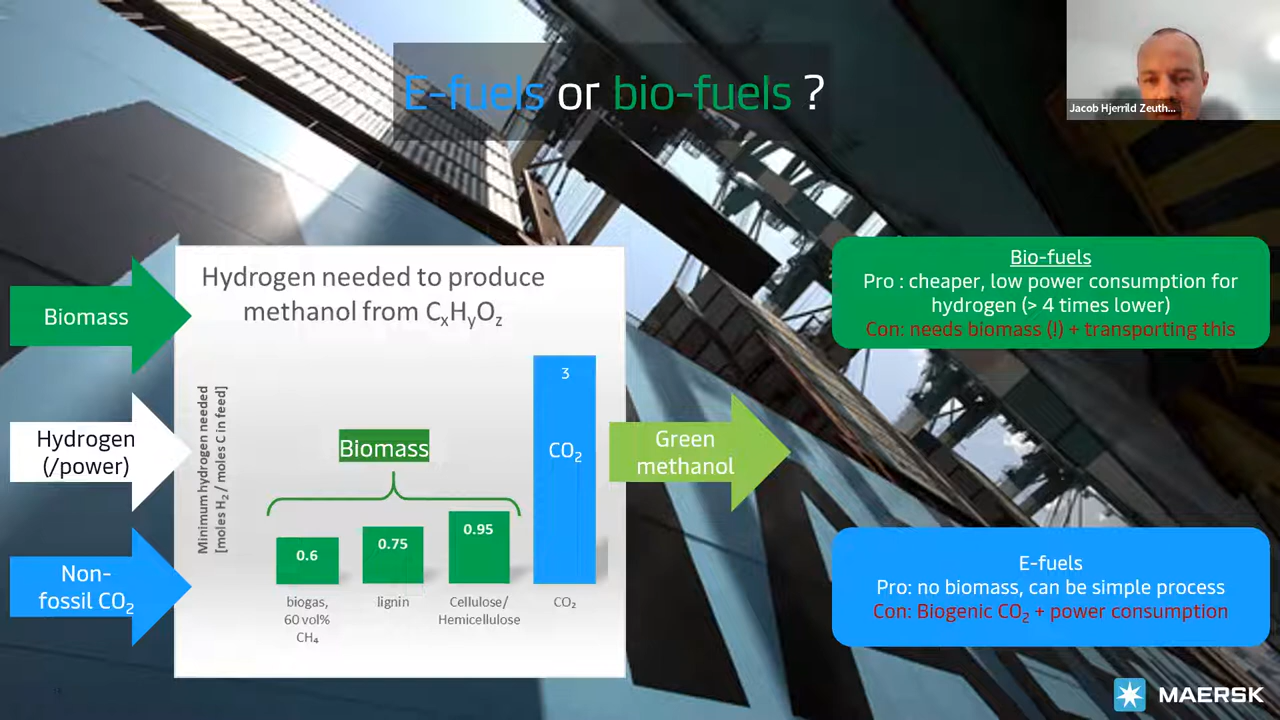 E-fuels or bio-fuels ?
Jacob Hjerrild Zeuth...
Biomass
Hydrogen
(/power)
Non-
fossil CO₂
Hydrogen needed to produce
methanol from CₓHᵧO₂
Minimum hydrogen needed
[moles H₂ / moles C in feed]
Biomass
0.6
0.75
0.95
3
CO₂
biogas,
60 vol%
CH₄
lignin
Cellulose/
Hemicellulose
CO₂
Green
methanol
Bio-fuels
Pro : cheaper, low power consumption for
hydrogen (> 4 times lower)
Con: needs biomass (!) + transporting this
E-fuels
Pro: no biomass, can be simple process
Con: Biogenic CO₂ + power consumption
MAERSK